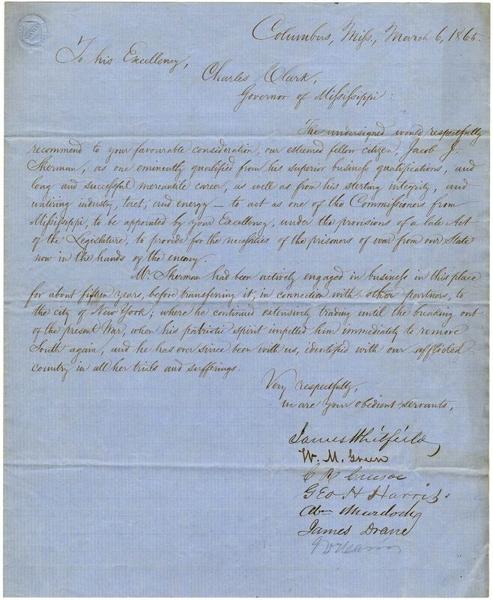 Columbus, Miss., March 6, 1865.
To his Excellency,
Charles Clark,
Governor of Mississippi.
The undersigned would respectfully
recommend to your favourable consideration, our esteemed fellow citizen, Jacob J.
Sherman, as one eminently qualified from his superior business qualifications, and
long and successful mercantile career, as well as from his sterling integrity, and
untiring industry, tact, and energy — to act as one of the Commissioners from
Mississippi, to be appointed by your Excellency, under the provisions of a late Act
of the Legislature, to provide for the necessities of the prisoners of war from our State
now in the hands of the enemy.
Mr. Sherman had been actively engaged in business in this place
for about fifteen years, before transferring it, in connection with other partners, to
the city of New York; where he continued extensively trading until the breaking out
of the present War, when his patriotic spirit impelled him immediately to remove
South again, and he has ever since been with us, identified with our afflicted
country in all her trials and sufferings.
Very respectfully,
we are your obedient servants,
James Whitfield
W. M. Green
Geo H Harris
Murdock
James Drane